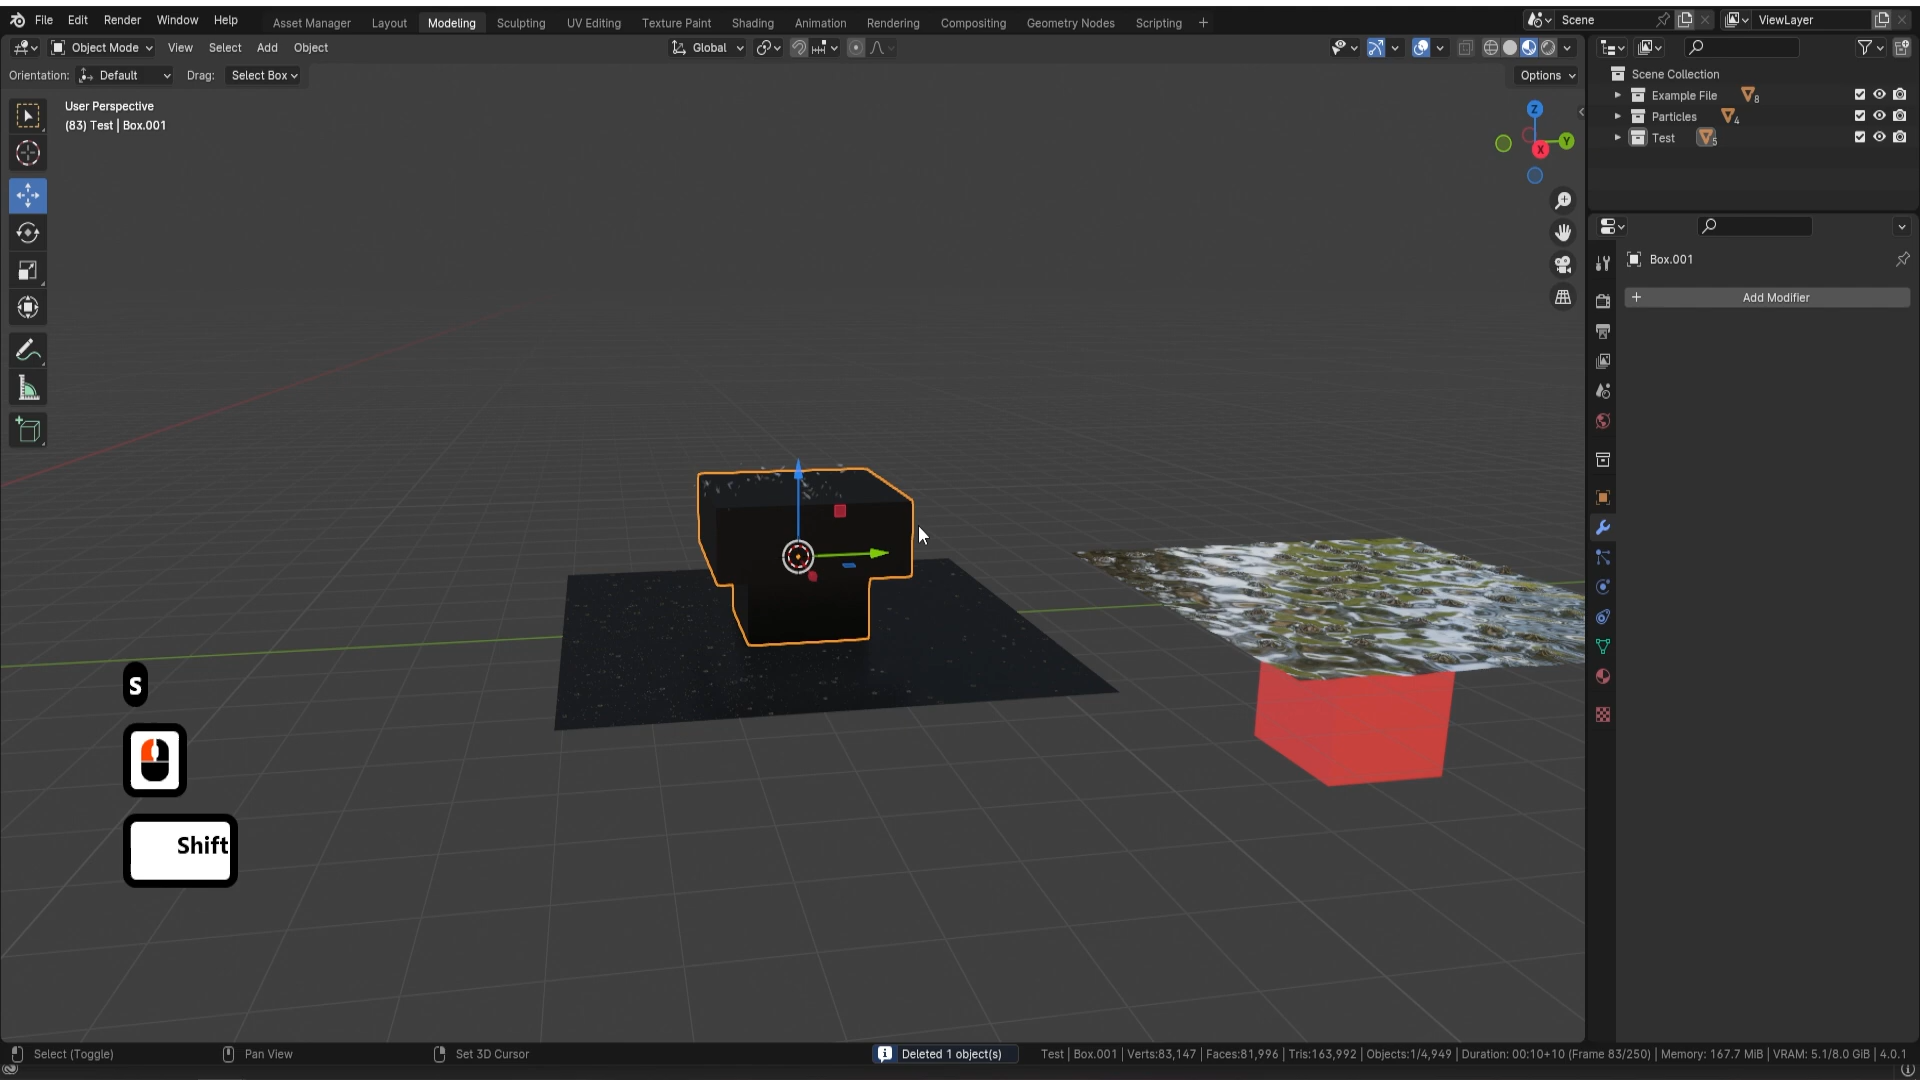 File Edit Render Window Help Asset Manager Layout Modeling Sculpting UV Editing Texture Paint Shading Animation Rendering Compositing Geometry Nodes Scripting + Scene ViewLayer
Object Mode View Select Add Object Global
Orientation: Default Drag: Select Box Options
User Perspective
(83) Test | Box.001
Z
Y
X
Scene Collection
Example File 8
Particles 4
Test 5
Box.001
+ Add Modifier
S
Shift
Select (Toggle) Pan View Set 3D Cursor Deleted 1 object(s) Test | Box.001 | Verts:83,147 | Faces:81,996 | Tris:163,992 | Objects:1/4,949 | Duration: 00:10+10 (Frame 83/250) | Memory: 167.7 MiB | VRAM: 5.1/8.0 GiB | 4.0.1